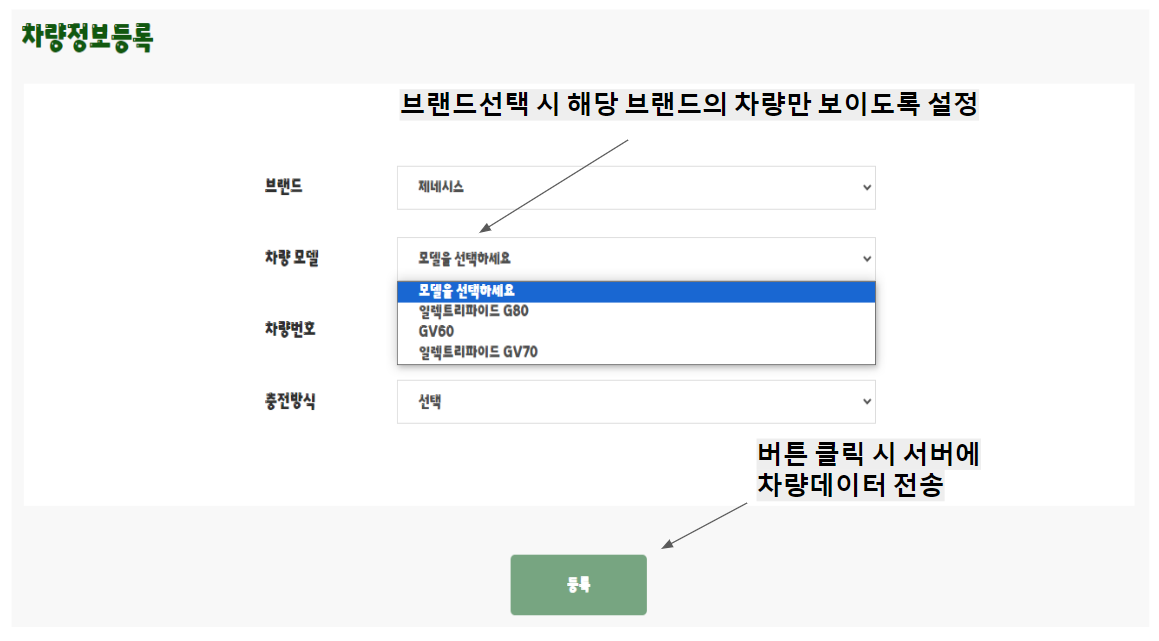 차량정보등록
브랜드선택 시 해당 브랜드의 차량만 보이도록 설정
브랜드
제네시스
차량 모델
모델을 선택하세요
모델을 선택하세요
일렉트리파이드 G80
GV60
일렉트리파이드 GV70
차량번호
충전방식
선택
버튼 클릭 시 서버에
차량데이터 전송
등록